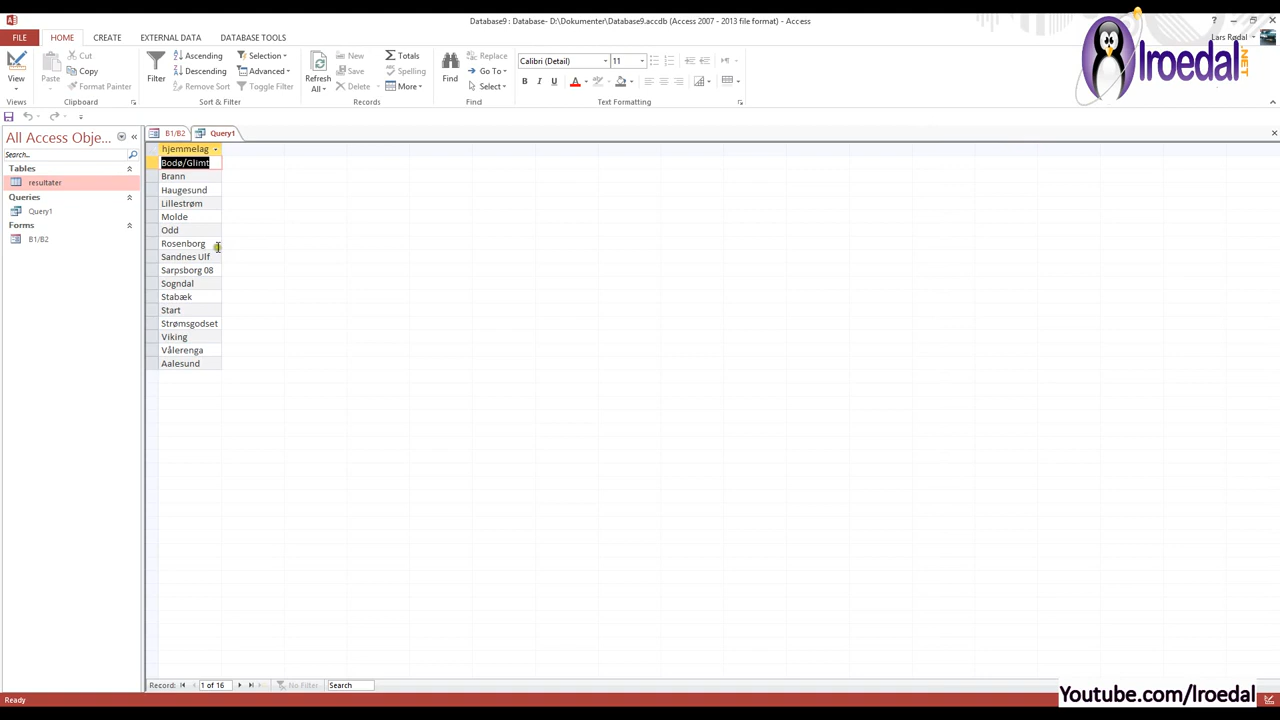 Database9 : Database- D:\Dokumenter\Database9.accdb (Access 2007 - 2013 file format) - Access
?
FILE HOME CREATE EXTERNAL DATA DATABASE TOOLS
Lars Rødal
lroedal.NET
View
Views
Paste
Cut
Copy
Format Painter
Clipboard
Filter
Ascending
Descending
Remove Sort
Selection
Advanced
Toggle Filter
Sort & Filter
Refresh
All
New
Save
Delete
Totals
Spelling
More
Records
Find
Replace
Go To
Select
Find
Calibri (Detail) 11
B I U A
Text Formatting
All Access Obje...
Search...
Tables
resultater
Queries
Query1
Forms
B1/B2
B1/B2 Query1
hjemmelag
Bodø/Glimt
Brann
Haugesund
Lillestrøm
Molde
Odd
Rosenborg
Sandnes Ulf
Sarpsborg 08
Sogndal
Stabæk
Start
Strømsgodset
Viking
Vålerenga
Aalesund
Record: 1 of 16 No Filter Search
Ready
Youtube.com/lroedal